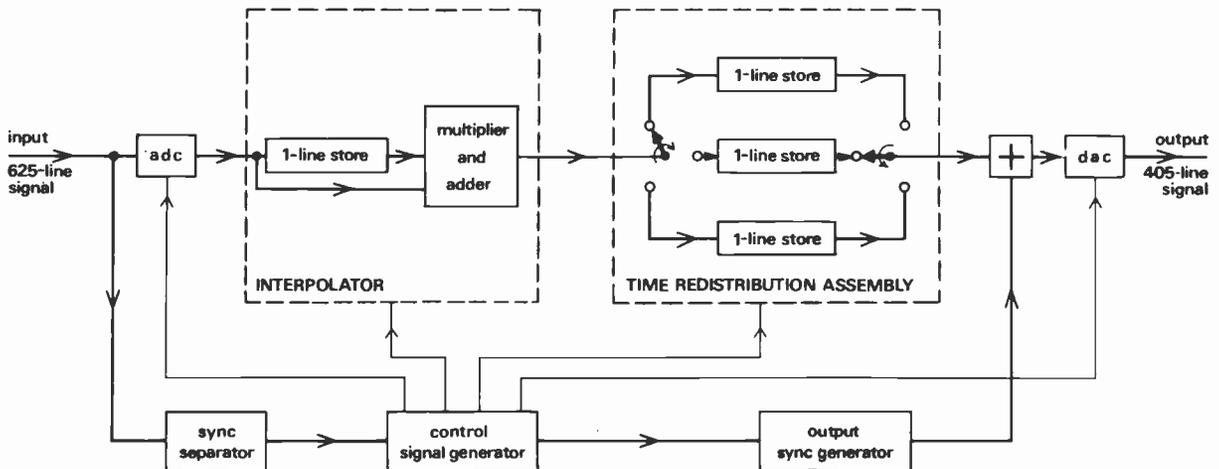 1-line store
input
625-line
signal
adc
1-line store
multiplier
and
adder
1-line store
+
dac
output
405-line
signal
1-line store
INTERPOLATOR
TIME REDISTRIBUTION ASSEMBLY
sync
separator
control
signal generator
output
sync generator